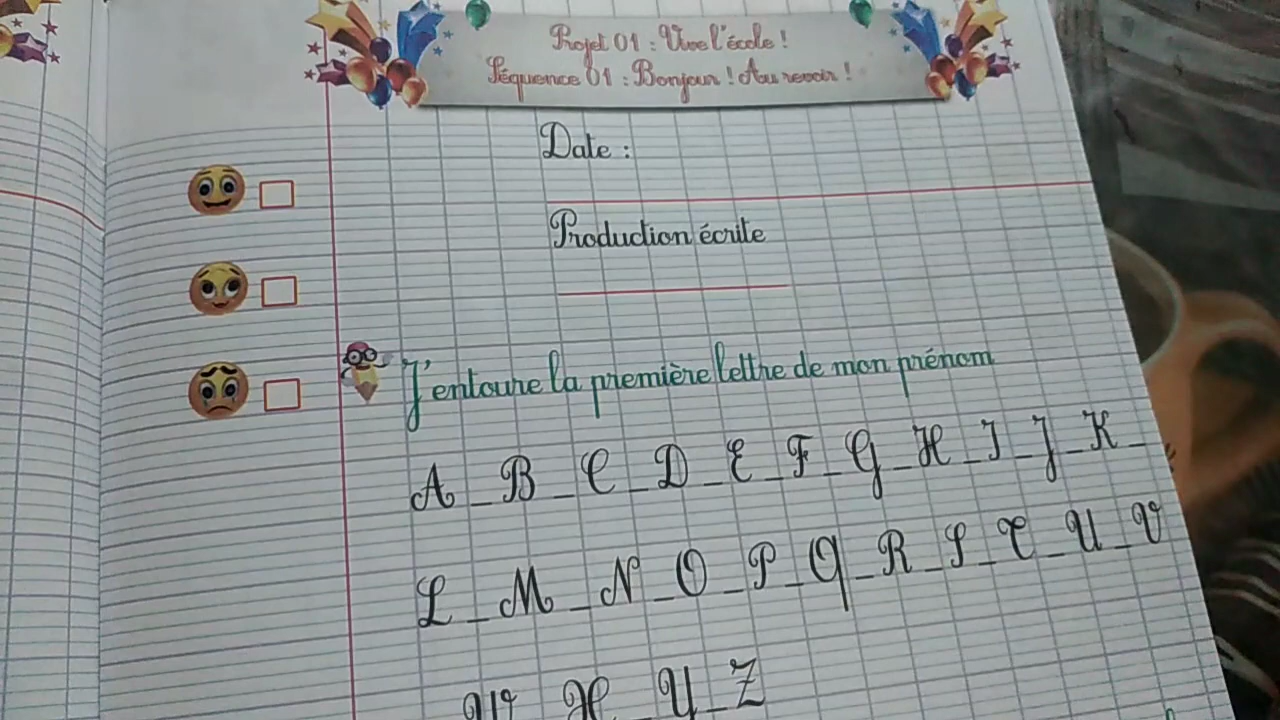 Projet 01 : Vive l'école !
Séquence 01 : Bonjour ! Au revoir !
Date :
Production écrite
J'entoure la première lettre de mon prénom
A _ B _ C _ D _ E _ F _ G _ H _ I _ J _ K _
L _ M _ N _ O _ P _ Q _ R _ S _ T _ U _ V
W X Y _ Z